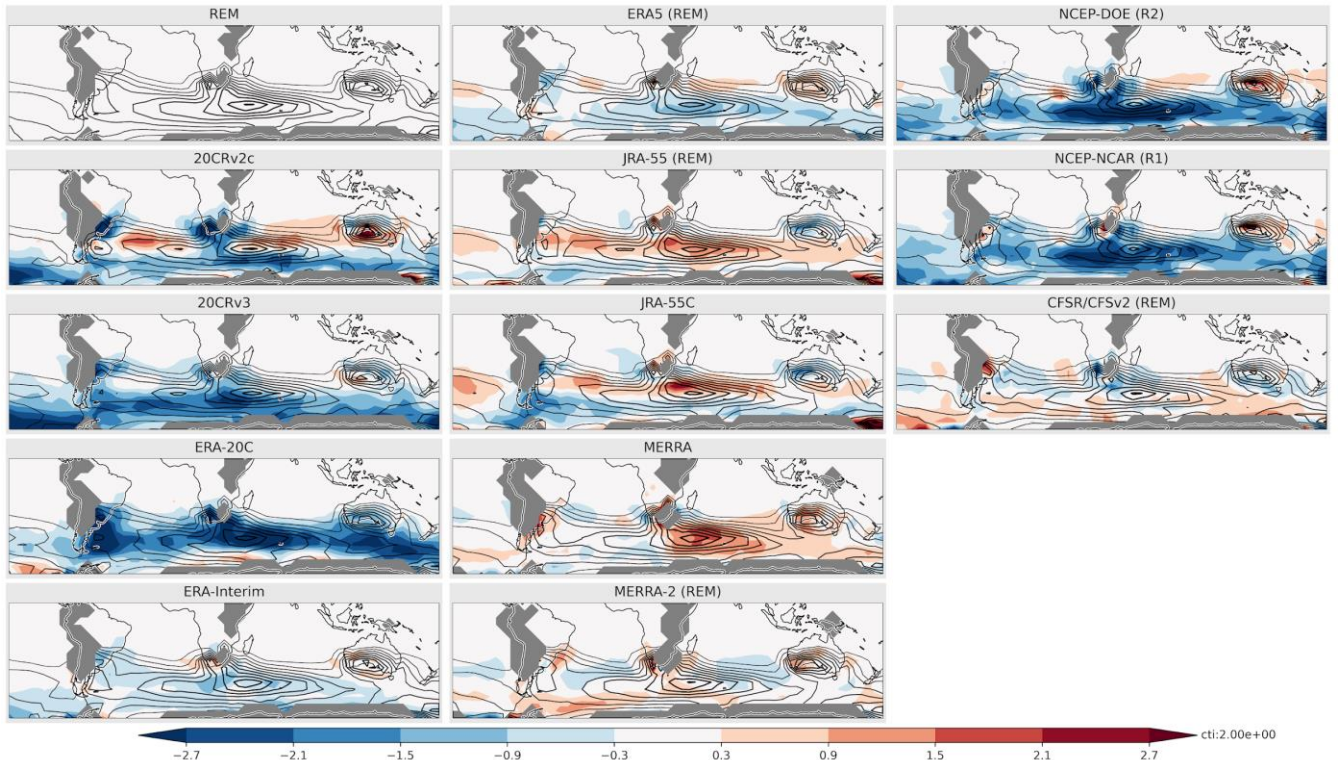 REM
ERA5 (REM)
NCEP-DOE (R2)
20CRv2c
JRA-55 (REM)
NCEP-NCAR (R1)
20CRv3
JRA-55C
CFSR/CFSv2 (REM)
ERA-20C
MERRA
ERA-Interim
MERRA-2 (REM)
cti:2.00e+00
−2.7 −2.1 −1.5 −0.9 −0.3 0.3 0.9 1.5 2.1 2.7